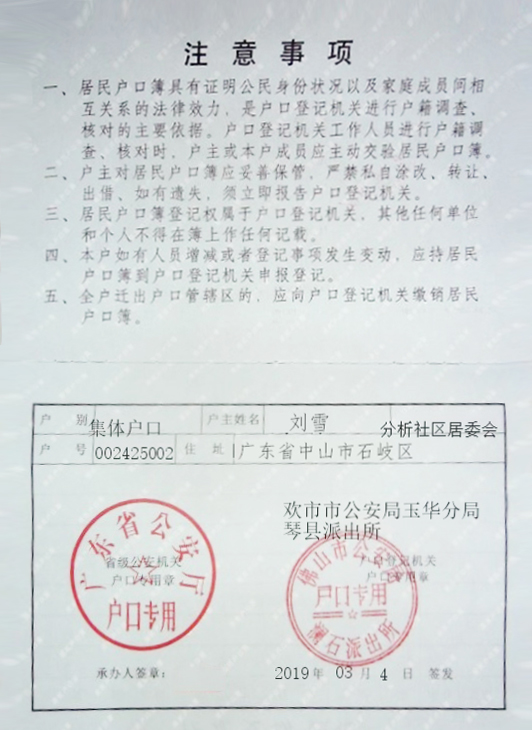 注意事项
一、居民户口簿具有证明公民身份状况以及家庭成员间相
互关系的法律效力，是户口登记机关进行户籍调查、
核对的主要依据。户口登记机关工作人员进行户籍调
查、核对时，户主或本户成员应主动交验居民户口簿。
二、户主对居民户口簿应妥善保管，严禁私自涂改、转让、
出借、如有遗失，须立即报告户口登记机关。
三、居民户口簿登记权属于户口登记机关，其他任何单位
和个人不得在簿上作任何记载。
四、本户如有人员增减或者登记事项发生变动，应持居民
户口簿到户口登记机关申报登记。
五、全户迁出户口管辖区的，应向户口登记机关缴销居民
户口簿。
户 别 集体户口 户主姓名 刘雪 分析社区居委会
户 号 002425002 住 址 广东省中山市石岐区
欢市市公安局玉华分局
琴县派出所
广东省公安厅
省级公安机关
户口专用章
户口专用
佛山市公安局
户口登记机关
户口专用章
户口专用
澜石派出所
承办人签章：
2019年 03月 4日 签发